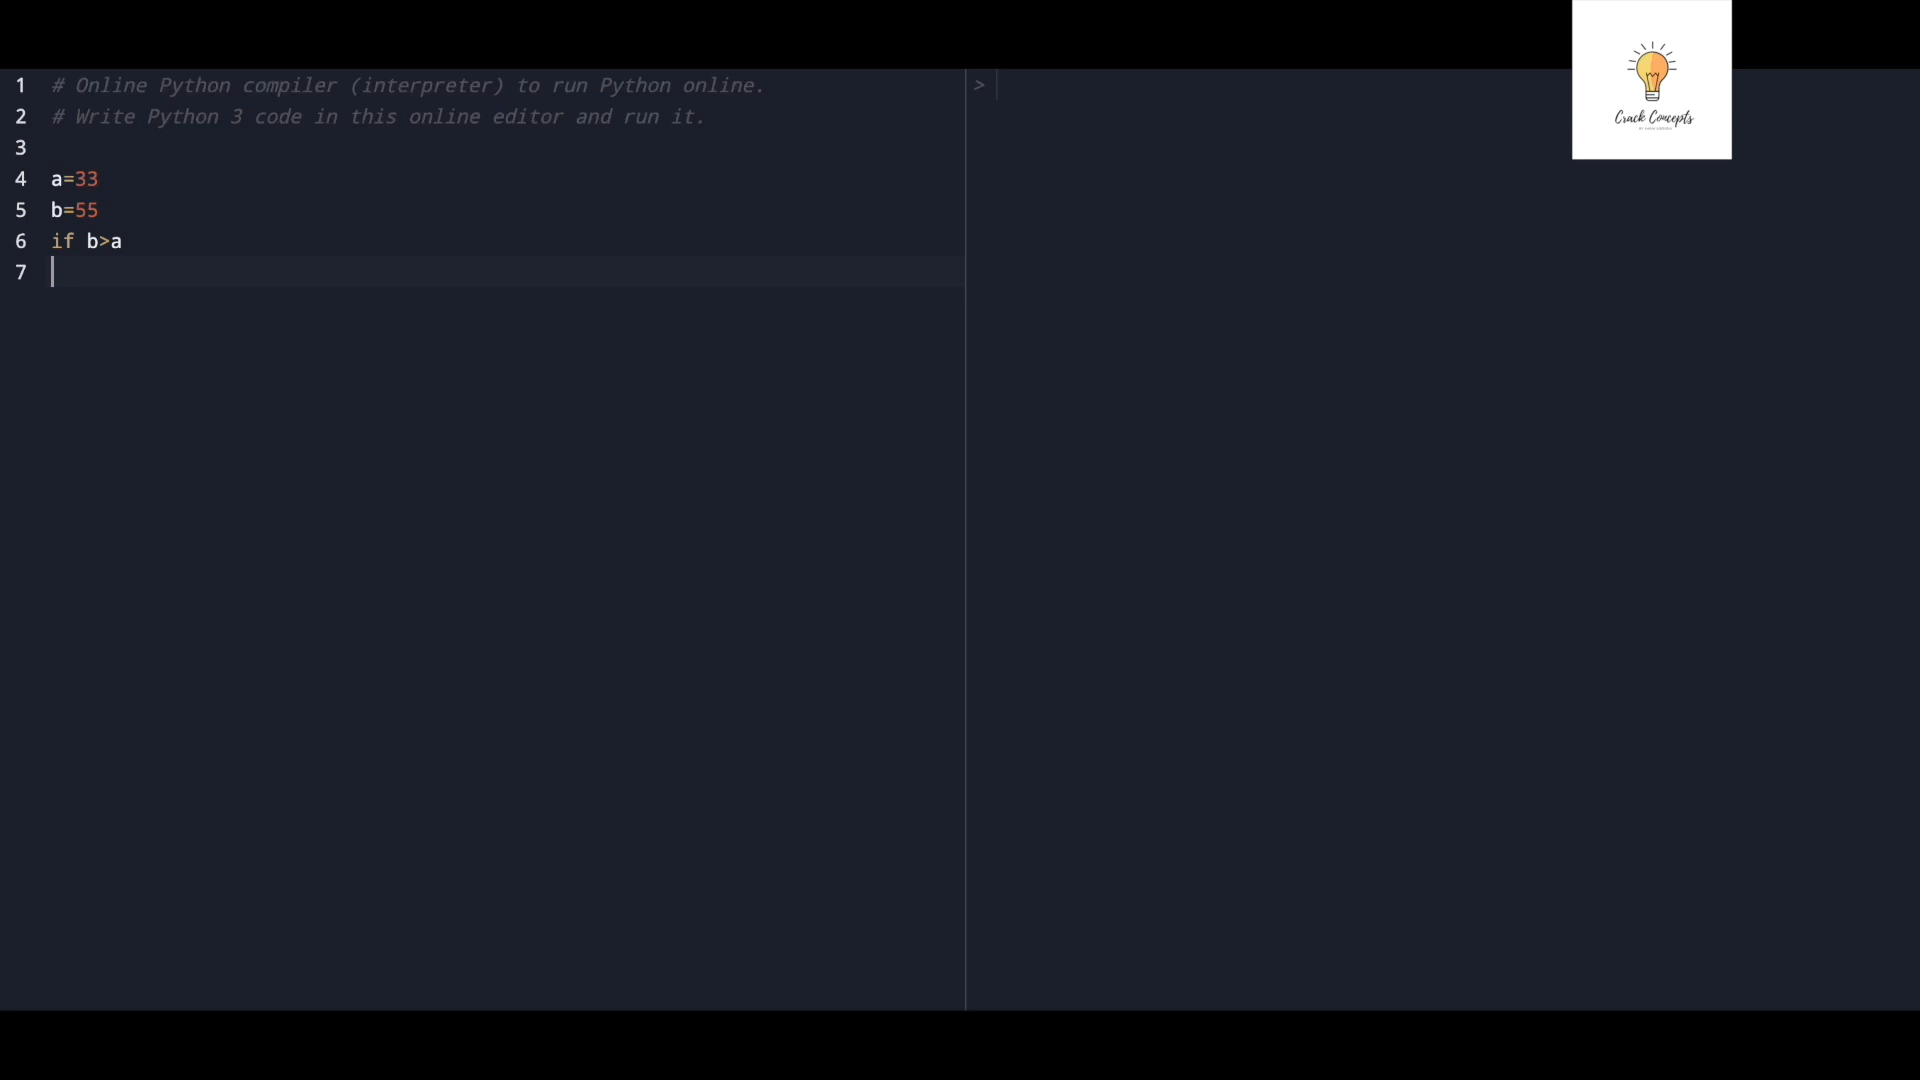 1 # Online Python compiler (interpreter) to run Python online.
2 # Write Python 3 code in this online editor and run it.
3
4 a=33
5 b=55
6 if b>a
7
>
Crack Concepts